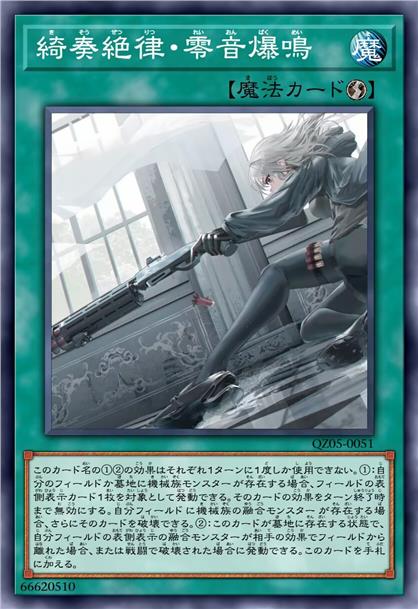 綺奏絶律・零音爆鳴
魔
【魔法カード】
QZ05-0051
このカード名の①②の効果はそれぞれ1ターンに1度しか使用できない。①:自
分のフィールドか墓地に機械族モンスターが存在する場合、フィールドの表
側表示カード1枚を対象として発動できる。そのカードの効果をターン終了時
まで無効にする。自分フィールドに機械族の融合モンスターが存在する場
合、さらにそのカードを破壊できる。②:このカードが墓地に存在する状態で、
自分フィールドの表側表示の融合モンスターが相手の効果でフィールドから
離れた場合、または戦闘で破壊された場合に発動できる。このカードを手札
に加える。
66620510